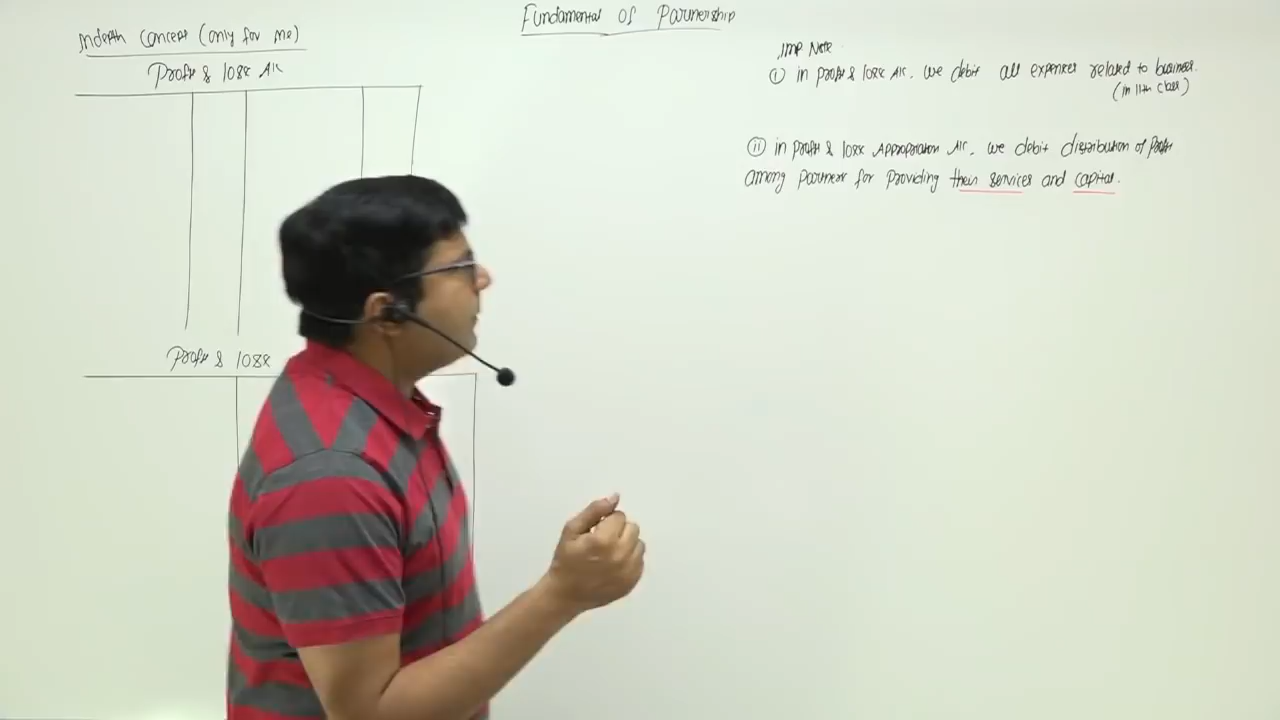 Fundamental of Partnership
Indepth Concept (only for me)
Profit & loss A/c
Profit & loss
Imp Note
(i) in profit & loss A/c, we debit all expenses related to business.
(in 11th class)
(ii) in profit & loss Appropriation A/c, we debit distribution of Profit
among partners for providing their services and capital.